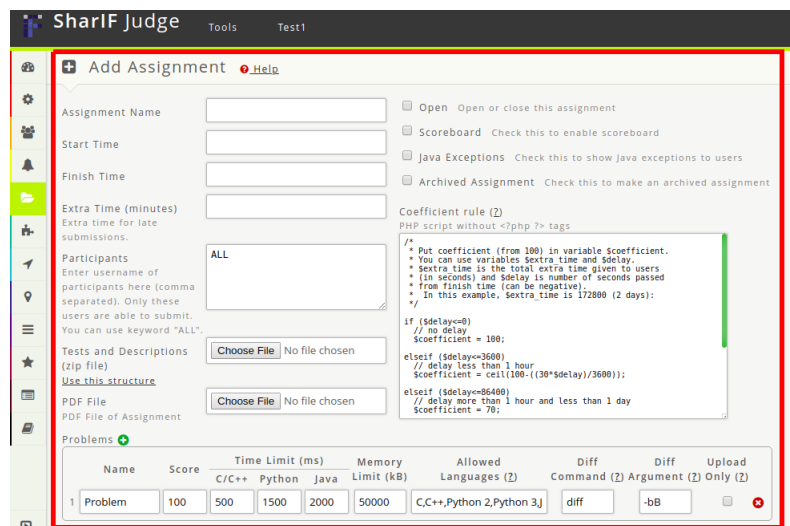 SharIF Judge Tools Test1
Add Assignment Help
Assignment Name
Start Time
Finish Time
Extra Time (minutes)
Extra time for late
submissions.
Participants
Enter username of
participants here (comma
separated). Only these
users are able to submit.
You can use keyword "ALL".
ALL
Tests and Descriptions
(zip file)
Use this structure
Choose File No file chosen
PDF File
PDF File of Assignment
Choose File No file chosen
Open Open or close this assignment
Scoreboard Check this to enable scoreboard
Java Exceptions Check this to show Java exceptions to users
Archived Assignment Check this to make an archived assignment
Coefficient rule (?)
PHP script without <?php ?> tags
/*
* Put coefficient (from 100) in variable $coefficient.
* You can use variables $extra_time and $delay.
* $extra_time is the total extra time given to users
* (in seconds) and $delay is number of seconds passed
* from finish time (can be negative).
* In this example, $extra_time is 172800 (2 days):
*/
if ($delay<=0)
// no delay
$coefficient = 100;
elseif ($delay<=3600)
// delay less than 1 hour
$coefficient = ceil(100-((30*$delay)/3600));
elseif ($delay<=86400)
// delay more than 1 hour and less than 1 day
$coefficient = 70;
Problems
Name Score Time Limit (ms) Memory Limit (kB) Allowed Languages (?) Diff Command (?) Diff Argument (?) Upload Only (?)
C/C++ Python Java
1 Problem 100 500 1500 2000 50000 C,C++,Python 2,Python 3,J diff -bB